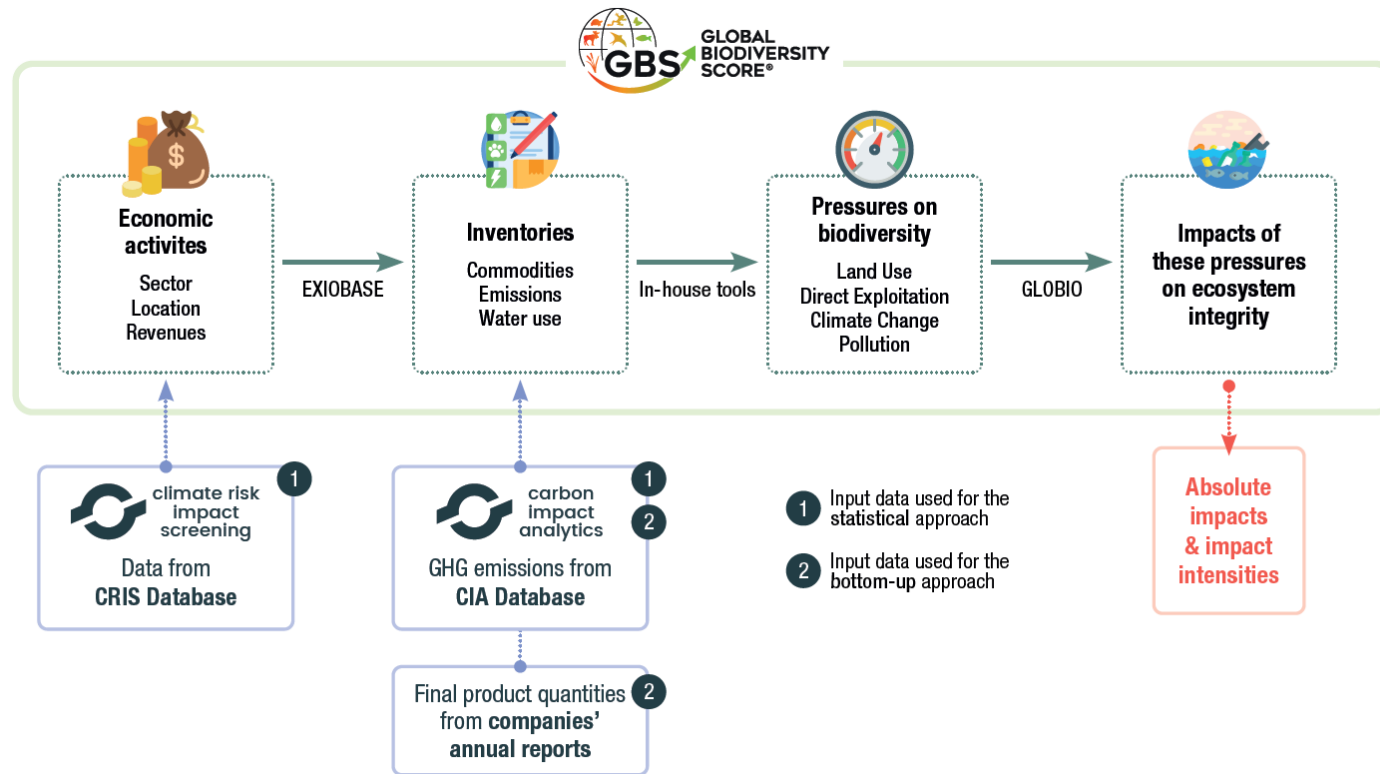 GBS
GLOBAL
BIODIVERSITY
SCORE®
$
Economic
activites
Sector
Location
Revenues
EXIOBASE
Inventories
Commodities
Emissions
Water use
In-house tools
Pressures on
biodiversity
Land Use
Direct Exploitation
Climate Change
Pollution
GLOBIO
Impacts of
these pressures
on ecosystem
integrity
1
climate risk
impact
screening
Data from
CRIS Database
1
2
carbon
impact
analytics
GHG emissions from
CIA Database
2
Final product quantities
from companies’
annual reports
1
Input data used for the
statistical approach
2
Input data used for the
bottom-up approach
Absolute
impacts
& impact
intensities